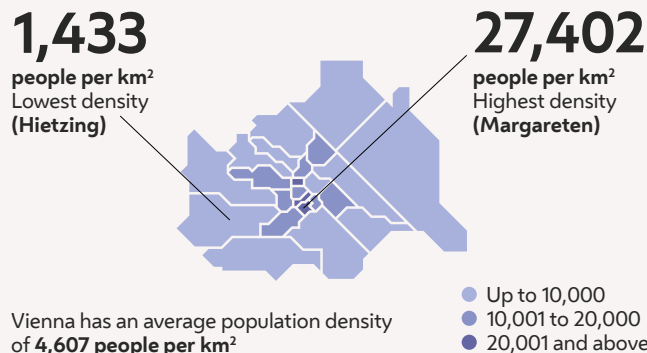 1,433
people per km²
Lowest density
(Hietzing)
27,402
people per km²
Highest density
(Margareten)
Vienna has an average population density
of 4,607 people per km²
Up to 10,000
10,001 to 20,000
20,001 and above